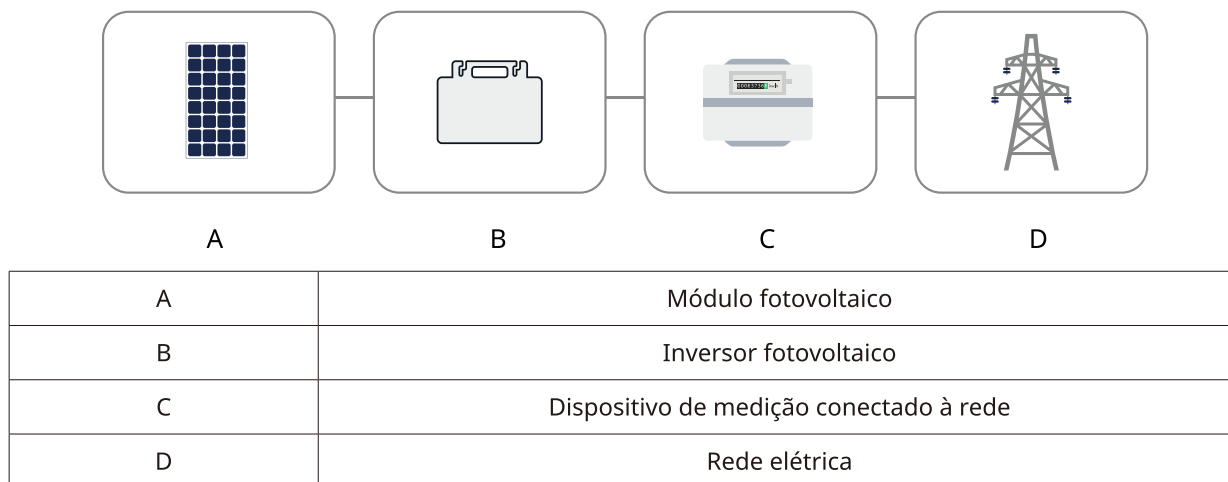 A B C D
A Módulo fotovoltaico
B Inversor fotovoltaico
C Dispositivo de medição conectado à rede
D Rede elétrica